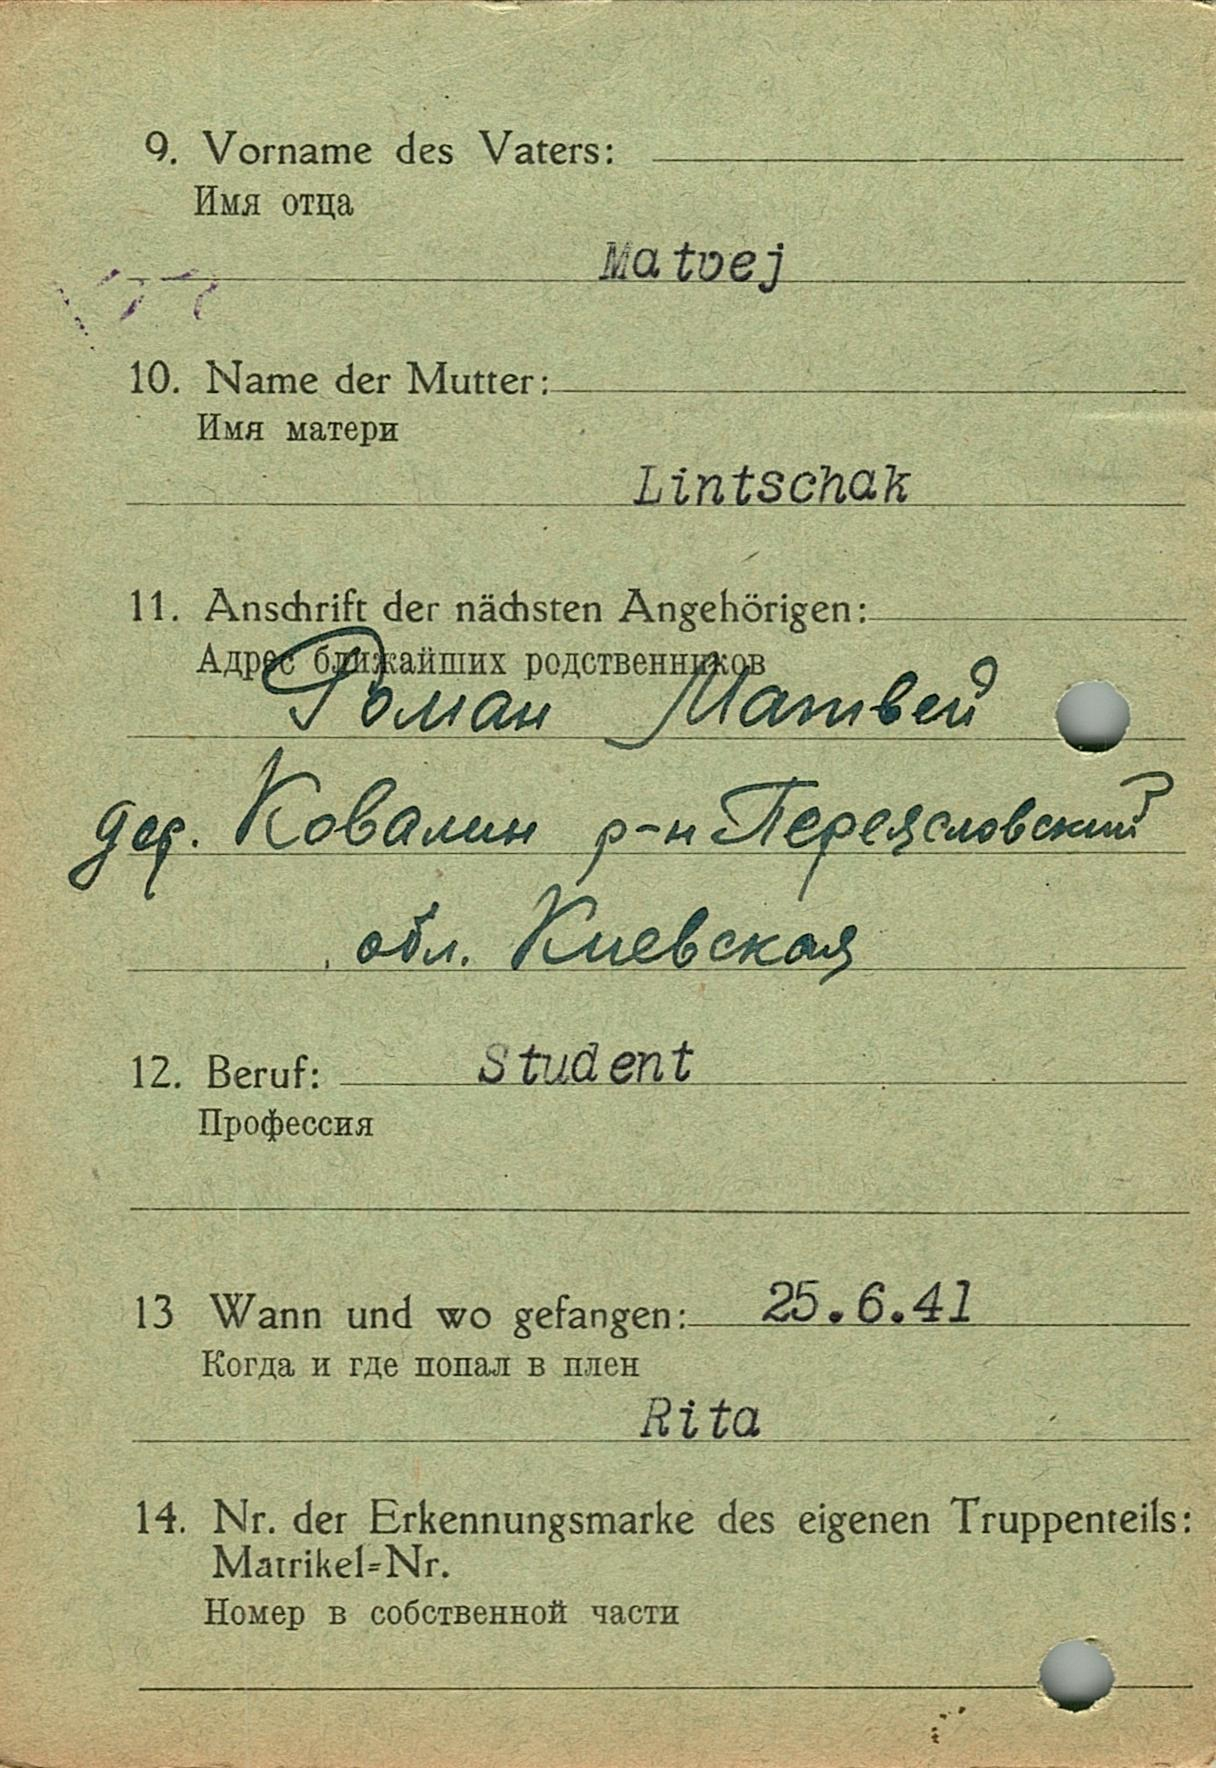 9. Vorname des Vaters:
Имя отца
Matvej
10. Name der Mutter:
Имя матери
Lintschak
11. Anschrift der nächsten Angehörigen:
Адрес ближайших родственников
Роман Матвей
дер. Ковалин р-н Переясловский
обл. Киевская
12. Beruf: Student
Профессия
13 Wann und wo gefangen: 25.6.41
Когда и где попал в плен
Rita
14. Nr. der Erkennungsmarke des eigenen Truppenteils:
Matrikel=Nr.
Номер в собственной части